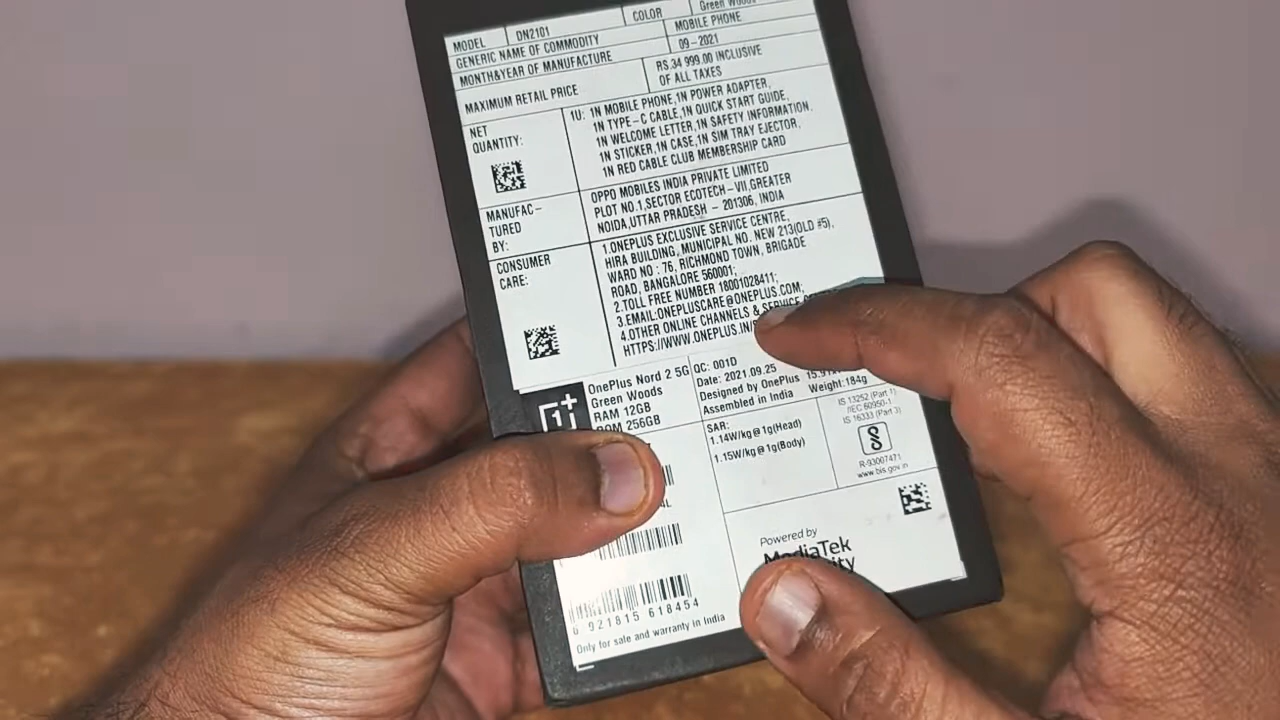 MODEL DN2101 COLOR Green Woods
GENERIC NAME OF COMMODITY MOBILE PHONE
MONTH&YEAR OF MANUFACTURE 09-2021
MAXIMUM RETAIL PRICE RS.34 999.00 INCLUSIVE
OF ALL TAXES
NET
QUANTITY:
1U: 1N MOBILE PHONE,1N POWER ADAPTER,
1N TYPE-C CABLE,1N QUICK START GUIDE,
1N WELCOME LETTER,1N SAFETY INFORMATION.
1N STICKER,1N CASE,1N SIM TRAY EJECTOR,
1N RED CABLE CLUB MEMBERSHIP CARD
MANUFAC-
TURED
BY:
OPPO MOBILES INDIA PRIVATE LIMITED
PLOT NO.1,SECTOR ECOTECH-VII,GREATER
NOIDA,UTTAR PRADESH - 201306, INDIA
CONSUMER
CARE:
1.ONEPLUS EXCLUSIVE SERVICE CENTRE,
HIRA BUILDING, MUNICIPAL NO. NEW 213(OLD #5),
WARD NO : 76, RICHMOND TOWN, BRIGADE
ROAD, BANGALORE 560001;
2.TOLL FREE NUMBER 18001028411;
3.EMAIL:ONEPLUSCARE@ONEPLUS.COM,
4.OTHER ONLINE CHANNELS & SERVICE
HTTPS://WWW.ONEPLUS.IN/
OnePlus Nord 2 5G
Green Woods
RAM 12GB
ROM 256GB
QC: 001D
Date: 2021.09.25
Designed by OnePlus
Assembled in India
Weight:184g
SAR:
1.14W/kg@1g(Head)
1.15W/kg@1g(Body)
IS 13252 (Part 1)
/IEC 60950-1
IS 16333 (Part 3)
R-93007471
www.bis.gov.in
Powered by
MediaTek
6 921815 618454
Only for sale and warranty in India